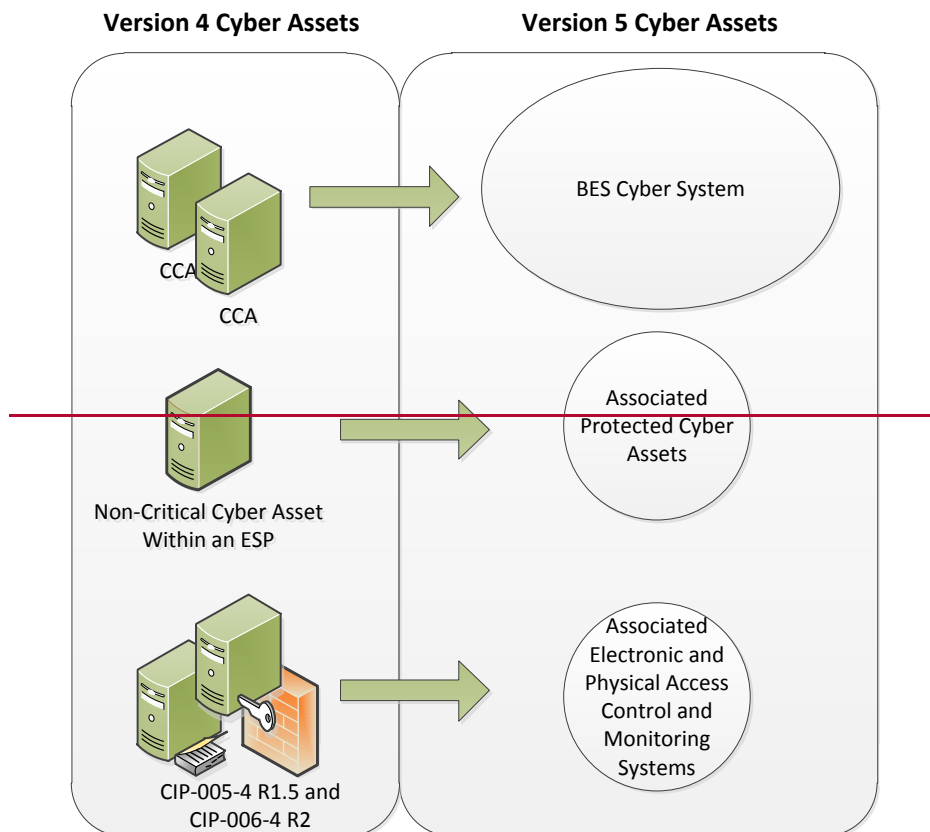 Version 4 Cyber Assets
Version 5 Cyber Assets
CCA
CCA
BES Cyber System
Non-Critical Cyber Asset
Within an ESP
Associated
Protected Cyber
Assets
CIP-005-4 R1.5 and
CIP-006-4 R2
Associated
Electronic and
Physical Access
Control and
Monitoring
Systems